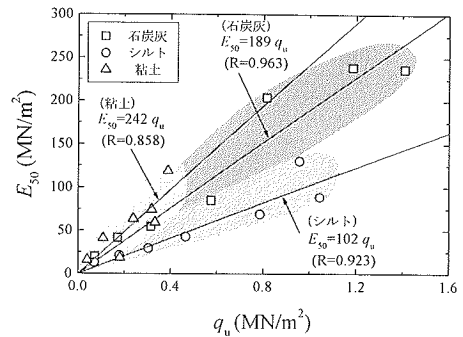 300
250
200
150
100
50
0
E50 (MN/m²)
石炭灰
シルト
粘土
(石炭灰)
E50=189 qu
(R=0.963)
(粘土)
E50=242 qu
(R=0.858)
(シルト)
E50=102 qu
(R=0.923)
0.0 0.4 0.8 1.2 1.6
qu (MN/m²)